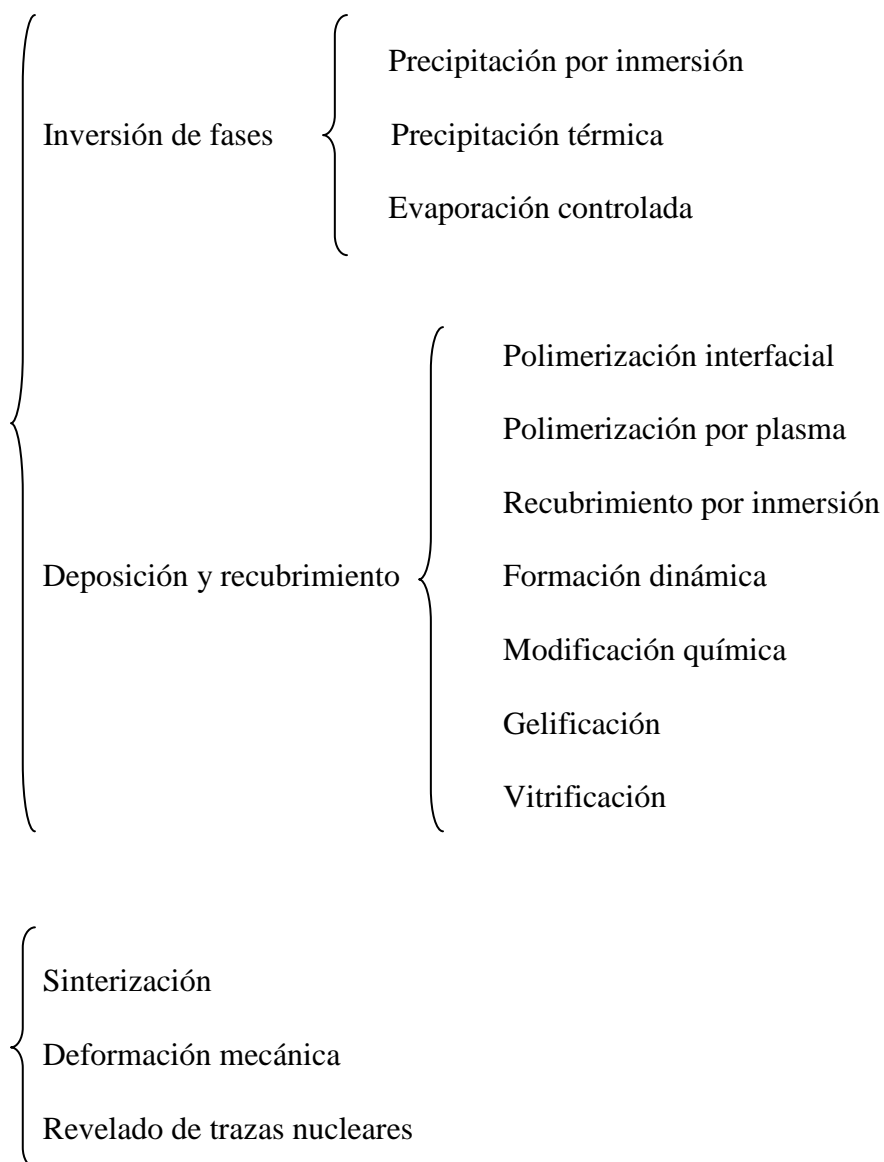 Inversión de fases
Precipitación por inmersión
Precipitación térmica
Evaporación controlada
Deposición y recubrimiento
Polimerización interfacial
Polimerización por plasma
Recubrimiento por inmersión
Formación dinámica
Modificación química
Gelificación
Vitrificación
Sinterización
Deformación mecánica
Revelado de trazas nucleares